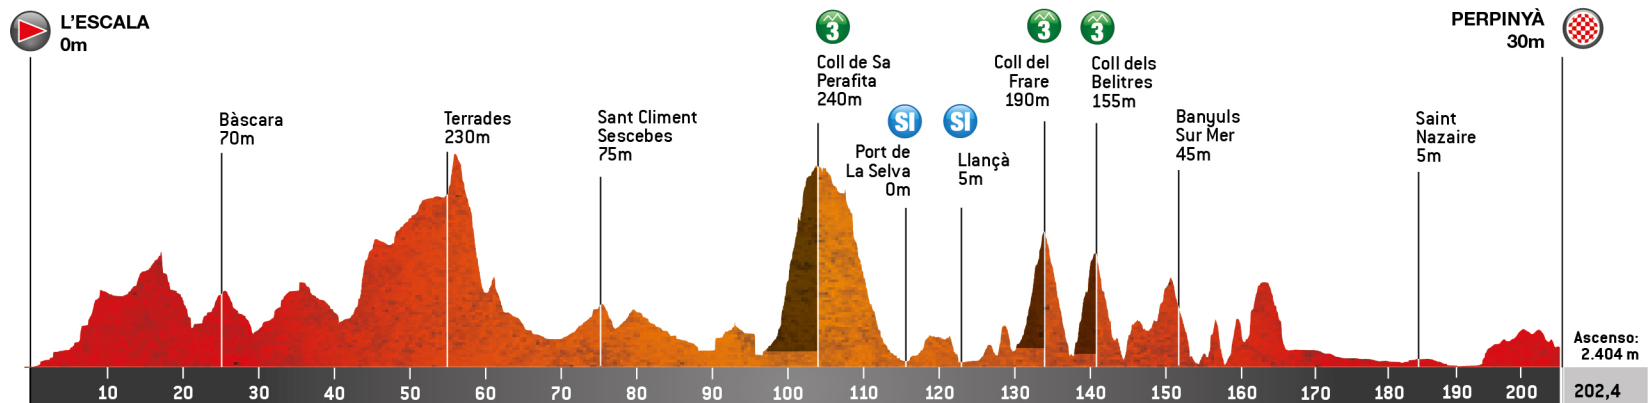 L'ESCALA
0m
Bàscara
70m
Terrades
230m
Sant Climent
Sescebes
75m
3
Coll de Sa
Perafita
240m
SI
Port de
La Selva
0m
SI
Llançà
5m
3
Coll del
Frare
190m
3
Coll dels
Belitres
155m
Banyuls
Sur Mer
45m
Saint
Nazaire
5m
PERPINYÀ
30m
Ascenso:
2.404 m
10 20 30 40 50 60 70 80 90 100 110 120 130 140 150 160 170 180 190 200 202,4